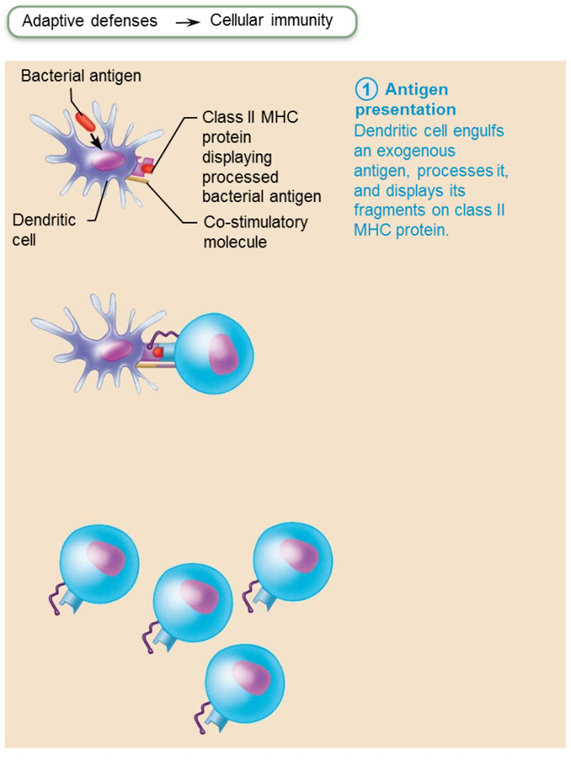 Adaptive defenses → Cellular immunity
Bacterial antigen
Class II MHC
protein
displaying
processed
bacterial antigen
Dendritic
cell
Co-stimulatory
molecule
1 Antigen
presentation
Dendritic cell engulfs
an exogenous
antigen, processes it,
and displays its
fragments on class II
MHC protein.